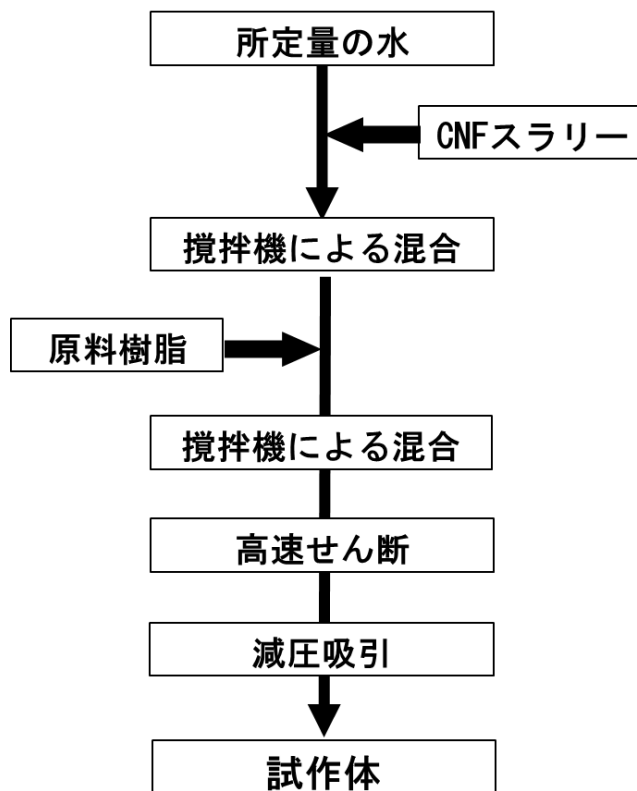 所定量の水
CNFスラリー
撹拌機による混合
原料樹脂
撹拌機による混合
高速せん断
減圧吸引
試作体